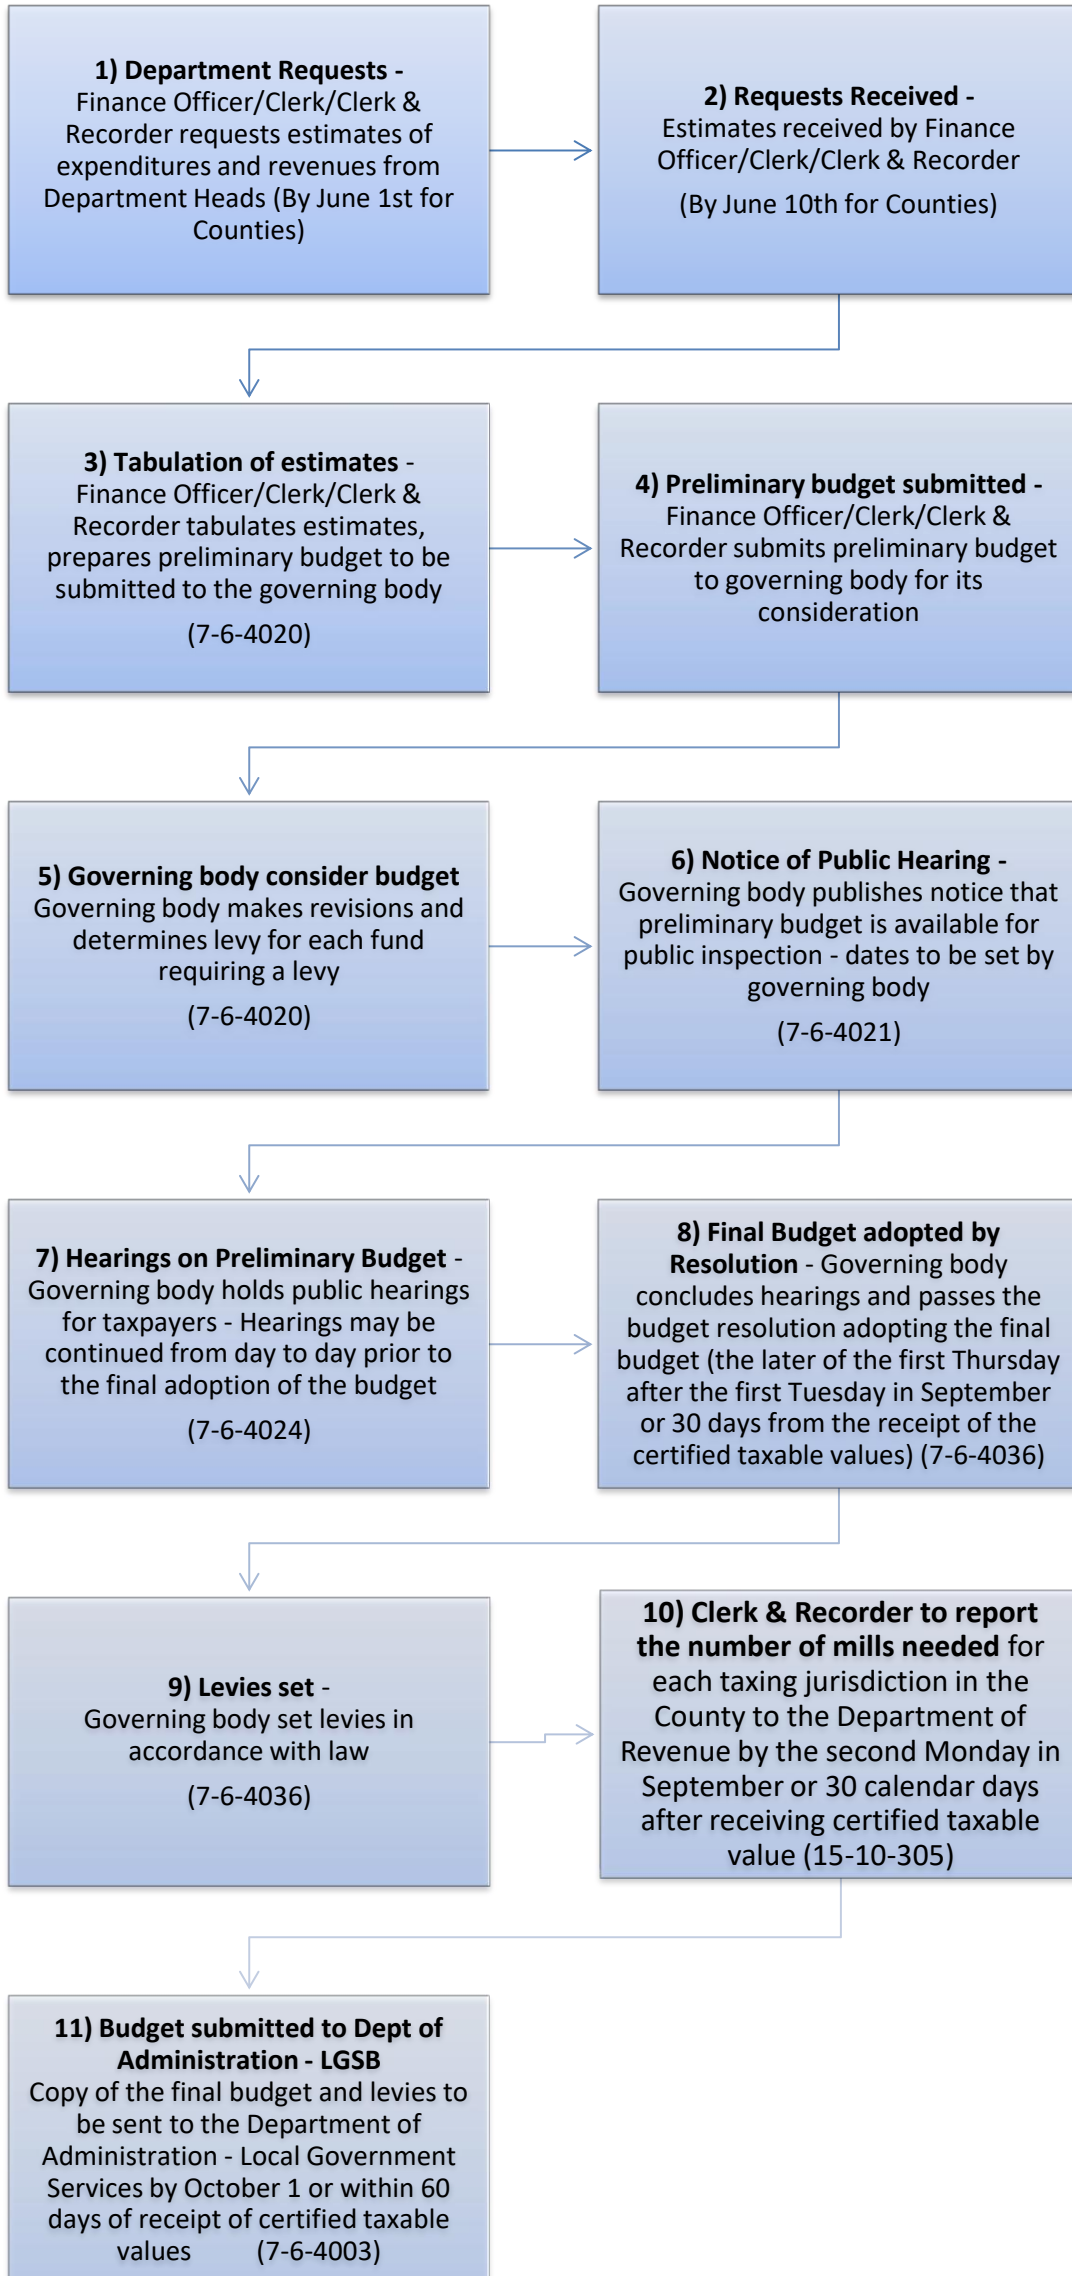 1) Department Requests -
Finance Officer/Clerk/Clerk &
Recorder requests estimates of
expenditures and revenues from
Department Heads (By June 1st for
Counties)
2) Requests Received -
Estimates received by Finance
Officer/Clerk/Clerk & Recorder
(By June 10th for Counties)
3) Tabulation of estimates -
Finance Officer/Clerk/Clerk &
Recorder tabulates estimates,
prepares preliminary budget to be
submitted to the governing body
(7-6-4020)
4) Preliminary budget submitted -
Finance Officer/Clerk/Clerk &
Recorder submits preliminary budget
to governing body for its
consideration
5) Governing body consider budget
Governing body makes revisions and
determines levy for each fund
requiring a levy
(7-6-4020)
6) Notice of Public Hearing -
Governing body publishes notice that
preliminary budget is available for
public inspection - dates to be set by
governing body
(7-6-4021)
7) Hearings on Preliminary Budget -
Governing body holds public hearings
for taxpayers - Hearings may be
continued from day to day prior to
the final adoption of the budget
(7-6-4024)
8) Final Budget adopted by
Resolution - Governing body
concludes hearings and passes the
budget resolution adopting the final
budget (the later of the first Thursday
after the first Tuesday in September
or 30 days from the receipt of the
certified taxable values) (7-6-4036)
9) Levies set -
Governing body set levies in
accordance with law
(7-6-4036)
10) Clerk & Recorder to report
the number of mills needed for
each taxing jurisdiction in the
County to the Department of
Revenue by the second Monday in
September or 30 calendar days
after receiving certified taxable
value (15-10-305)
11) Budget submitted to Dept of
Administration - LGSB
Copy of the final budget and levies to
be sent to the Department of
Administration - Local Government
Services by October 1 or within 60
days of receipt of certified taxable
values (7-6-4003)